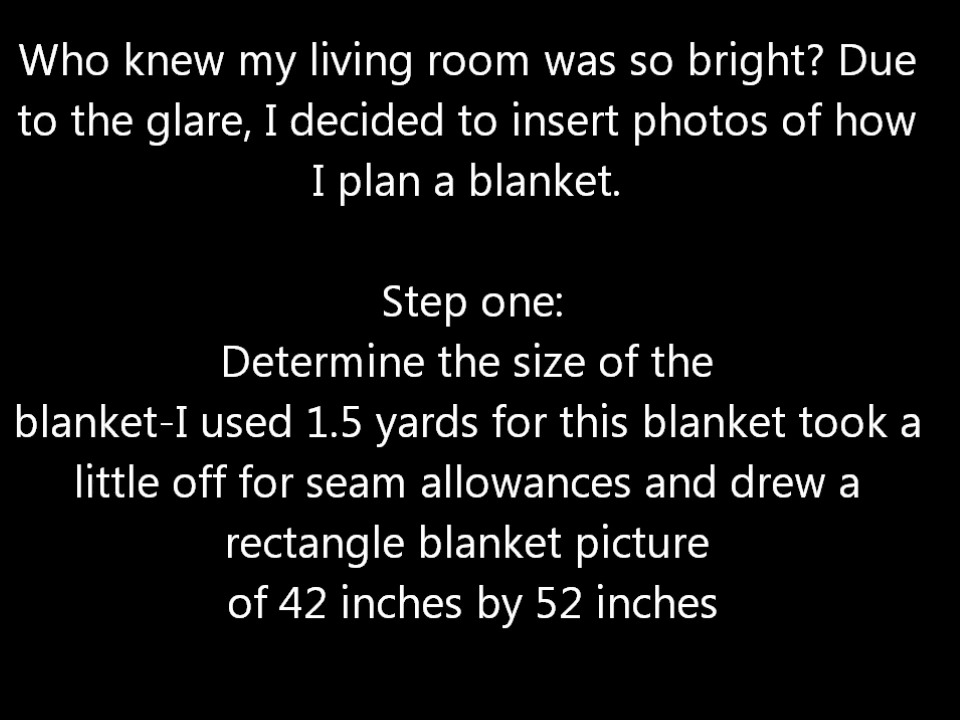 Who knew my living room was so bright? Due
to the glare, I decided to insert photos of how
I plan a blanket.
Step one:
Determine the size of the
blanket-I used 1.5 yards for this blanket took a
little off for seam allowances and drew a
rectangle blanket picture
of 42 inches by 52 inches